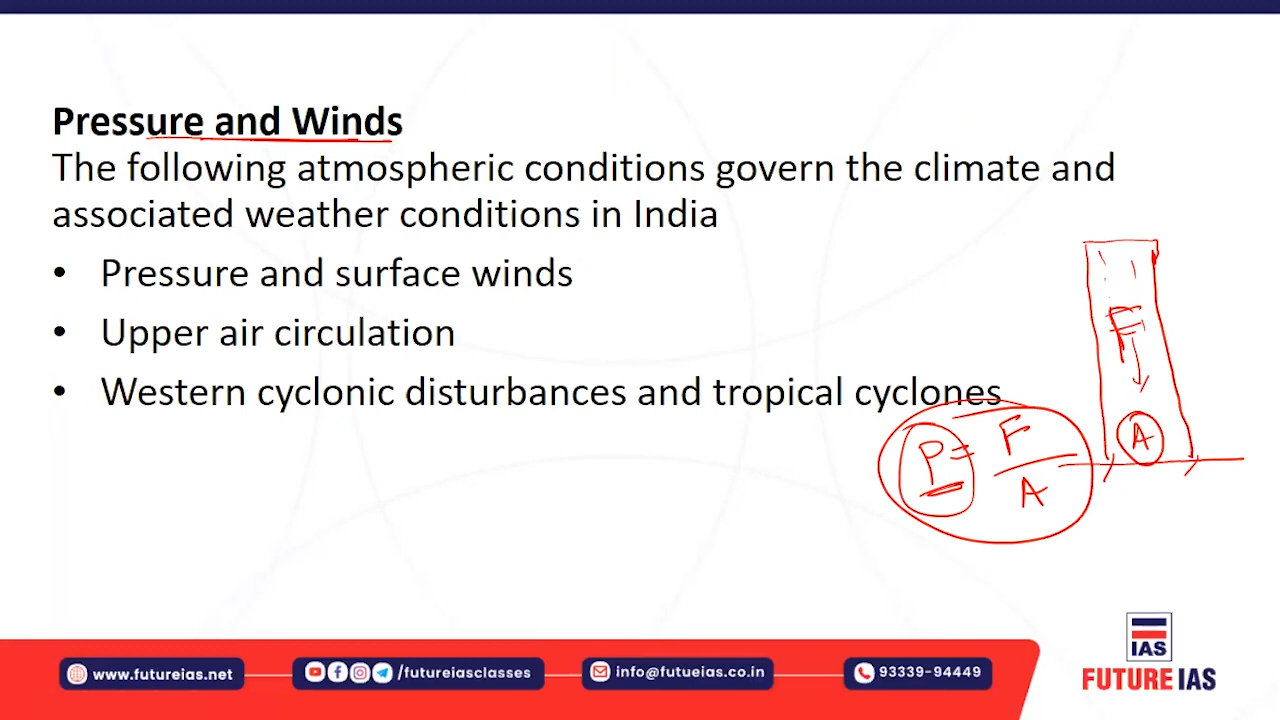 Pressure and Winds
The following atmospheric conditions govern the climate and
associated weather conditions in India
• Pressure and surface winds
• Upper air circulation
• Western cyclonic disturbances and tropical cyclones
F
A
P = F
A
www.futureias.net
/futureiasclasses
info@futueias.co.in
93339-94449
IAS
FUTURE IAS